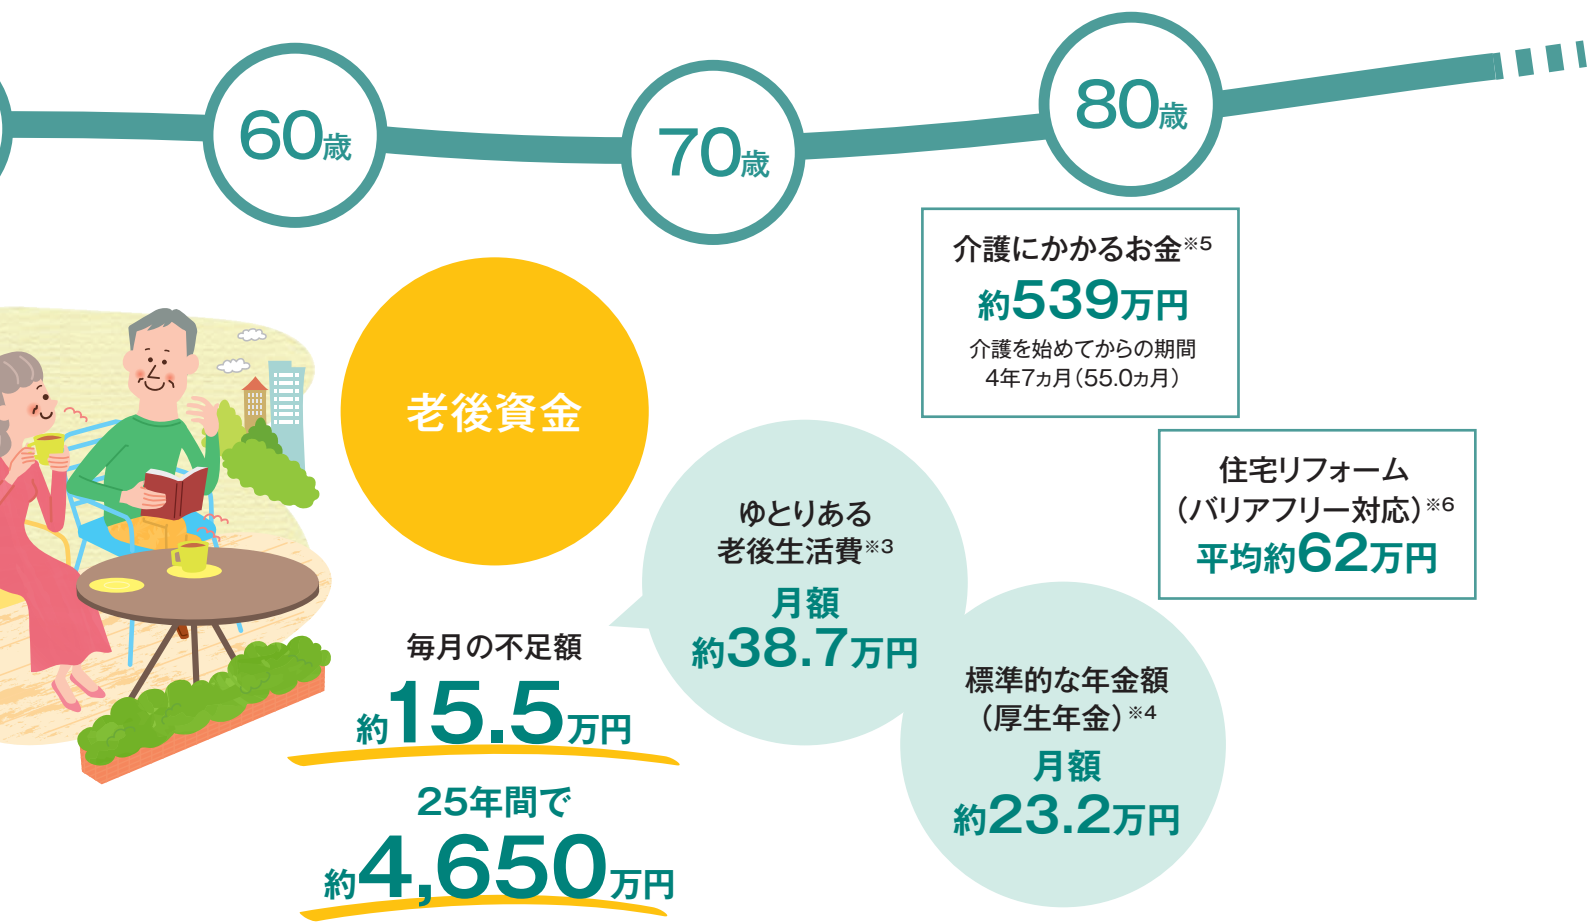 60歳
70歳
80歳
介護にかかるお金※5
約539万円
介護を始めてからの期間
4年7ヵ月（55.0ヵ月）
老後資金
住宅リフォーム
（バリアフリー対応）※6
平均約62万円
ゆとりある
老後生活費※3
月額
約38.7万円
標準的な年金額
（厚生年金）※4
月額
約23.2万円
毎月の不足額
約15.5万円
25年間で
約4,650万円